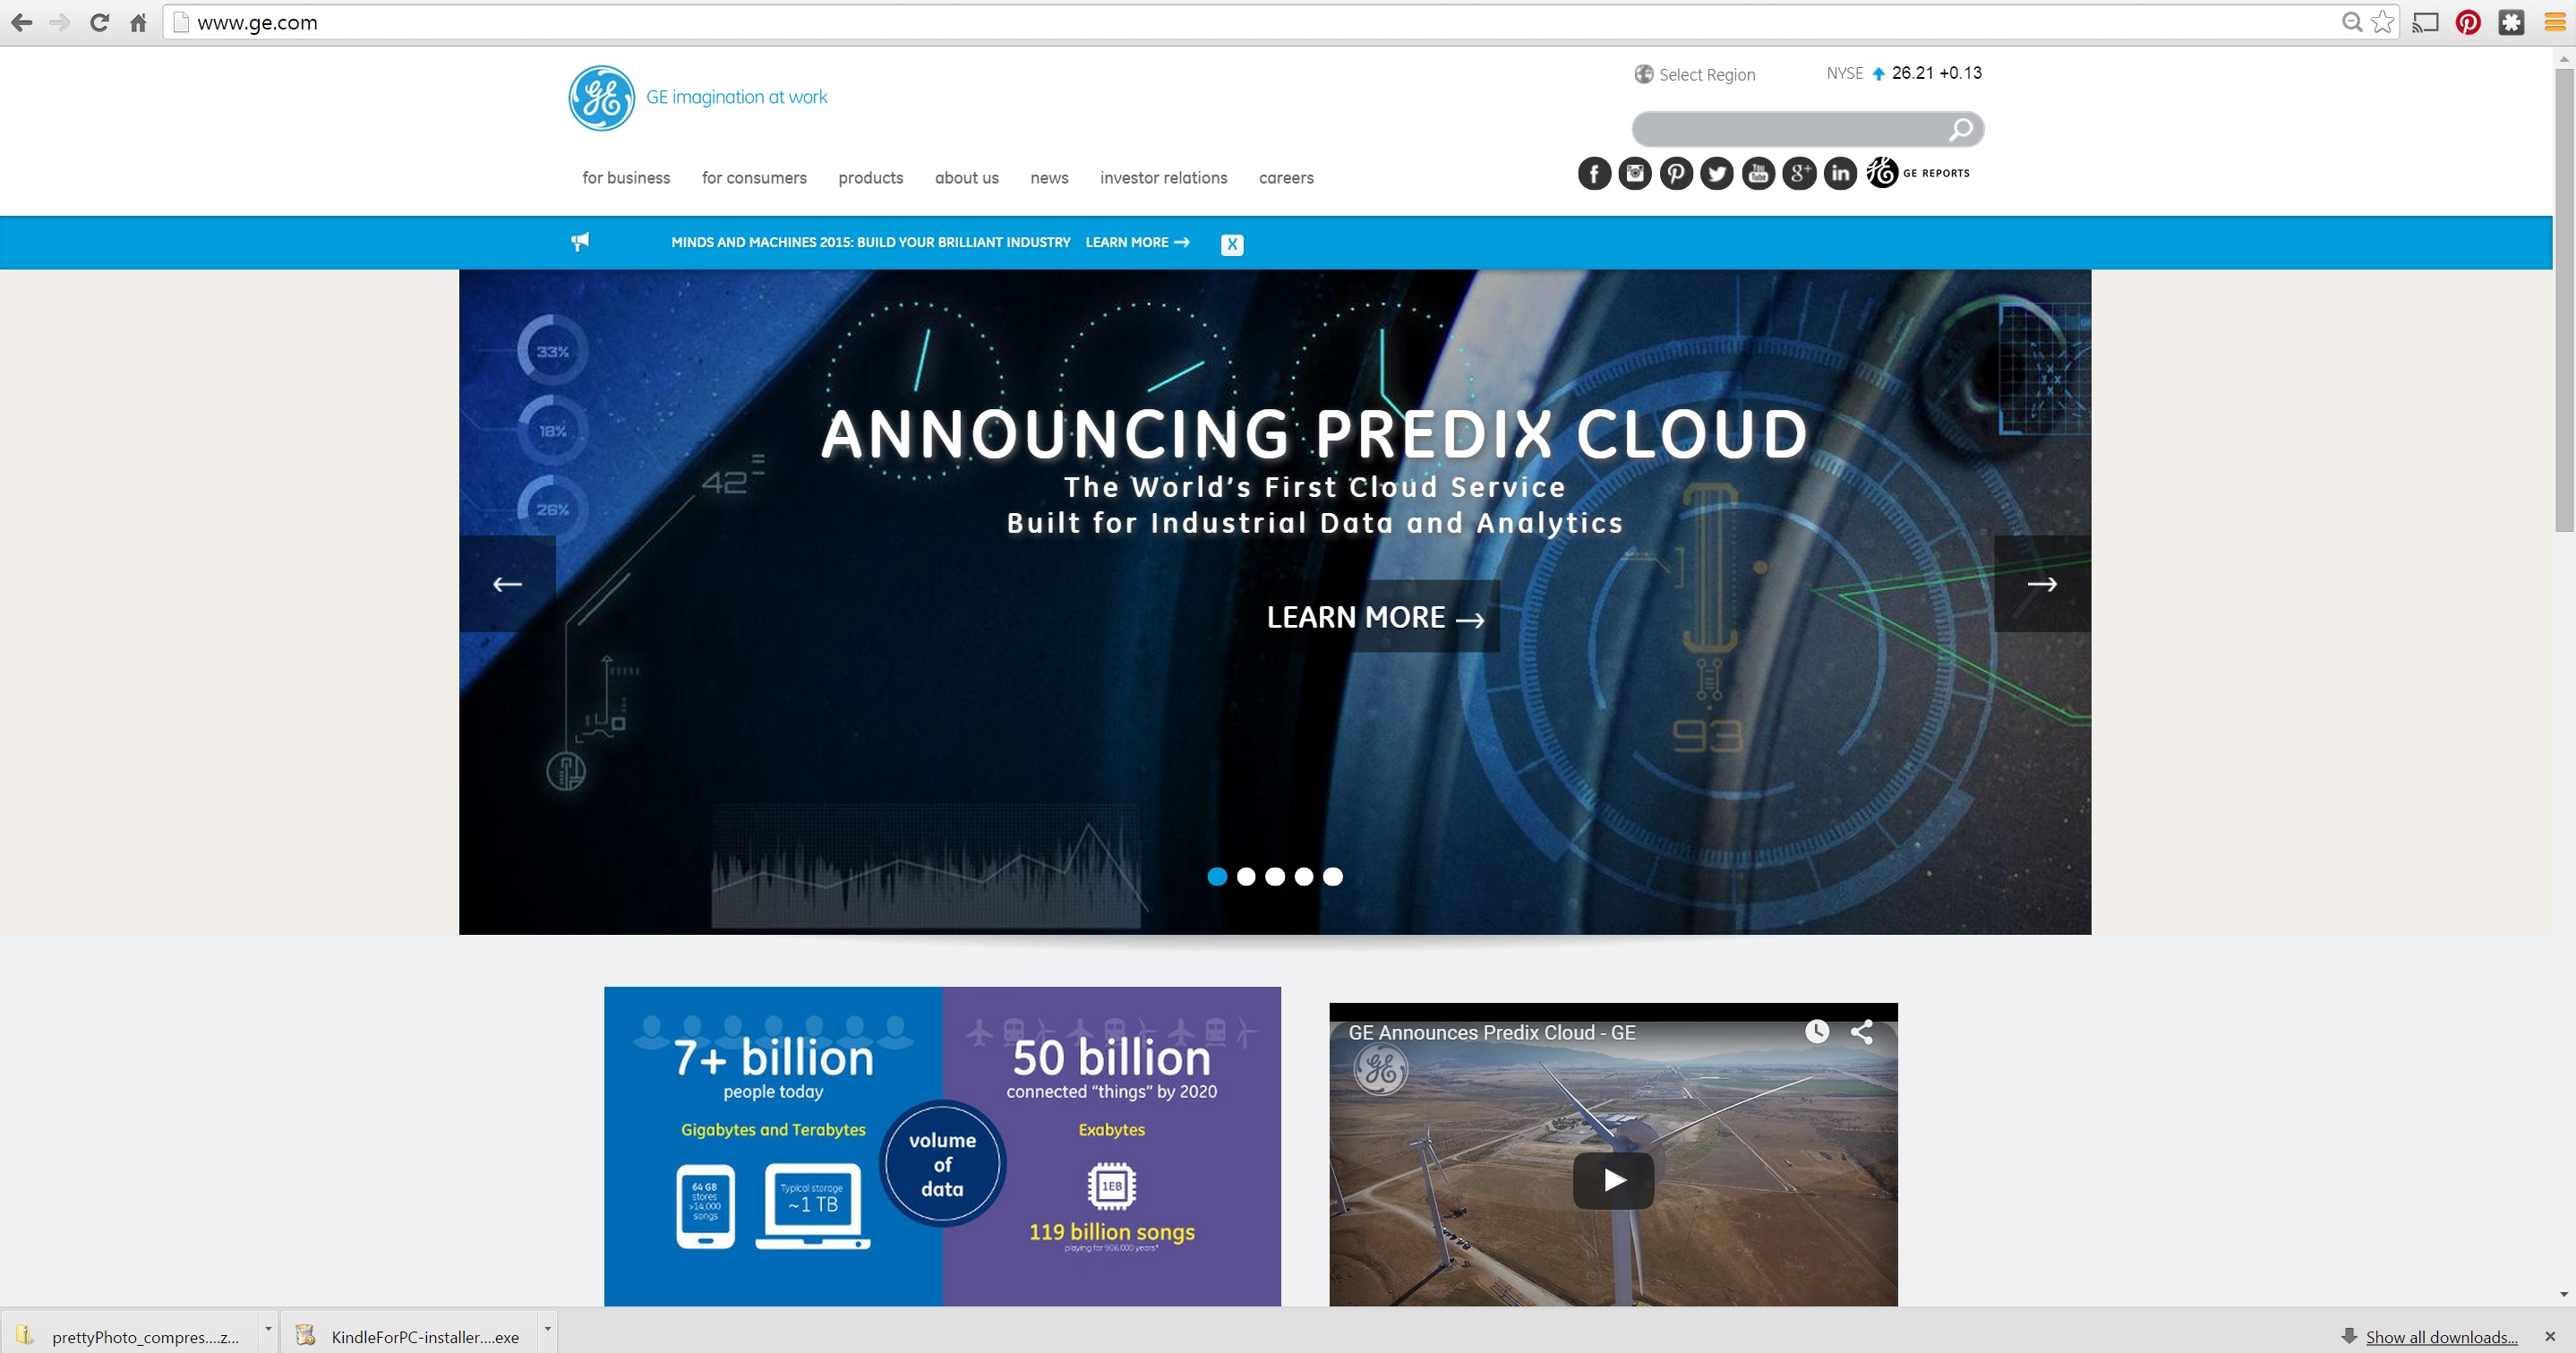 www.ge.com
GE imagination at work
Select Region
NYSE 26.21 +0.13
for business for consumers products about us news investor relations careers
GE REPORTS
MINDS AND MACHINES 2015: BUILD YOUR BRILLIANT INDUSTRY LEARN MORE → X
33%
18%
26%
42
ANNOUNCING PREDIX CLOUD
The World's First Cloud Service
Built for Industrial Data and Analytics
← →
LEARN MORE →
93
7+ billion
people today
Gigabytes and Terabytes
64 GB
stores
>14,000
songs
Typical storage
~1 TB
volume
of
data
50 billion
connected “things” by 2020
Exabytes
1EB
119 billion songs
playing for 906,000 years*
GE Announces Predix Cloud - GE
prettyPhoto_compres....z...
KindleForPC-installer....exe
Show all downloads...